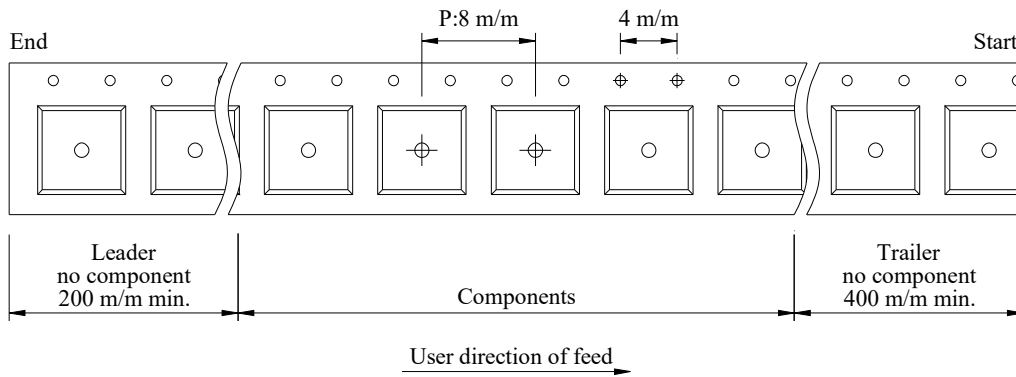 P:8 m/m
4 m/m
End
Start
Leader
no component
200 m/m min.
Components
Trailer
no component
400 m/m min.
User direction of feed